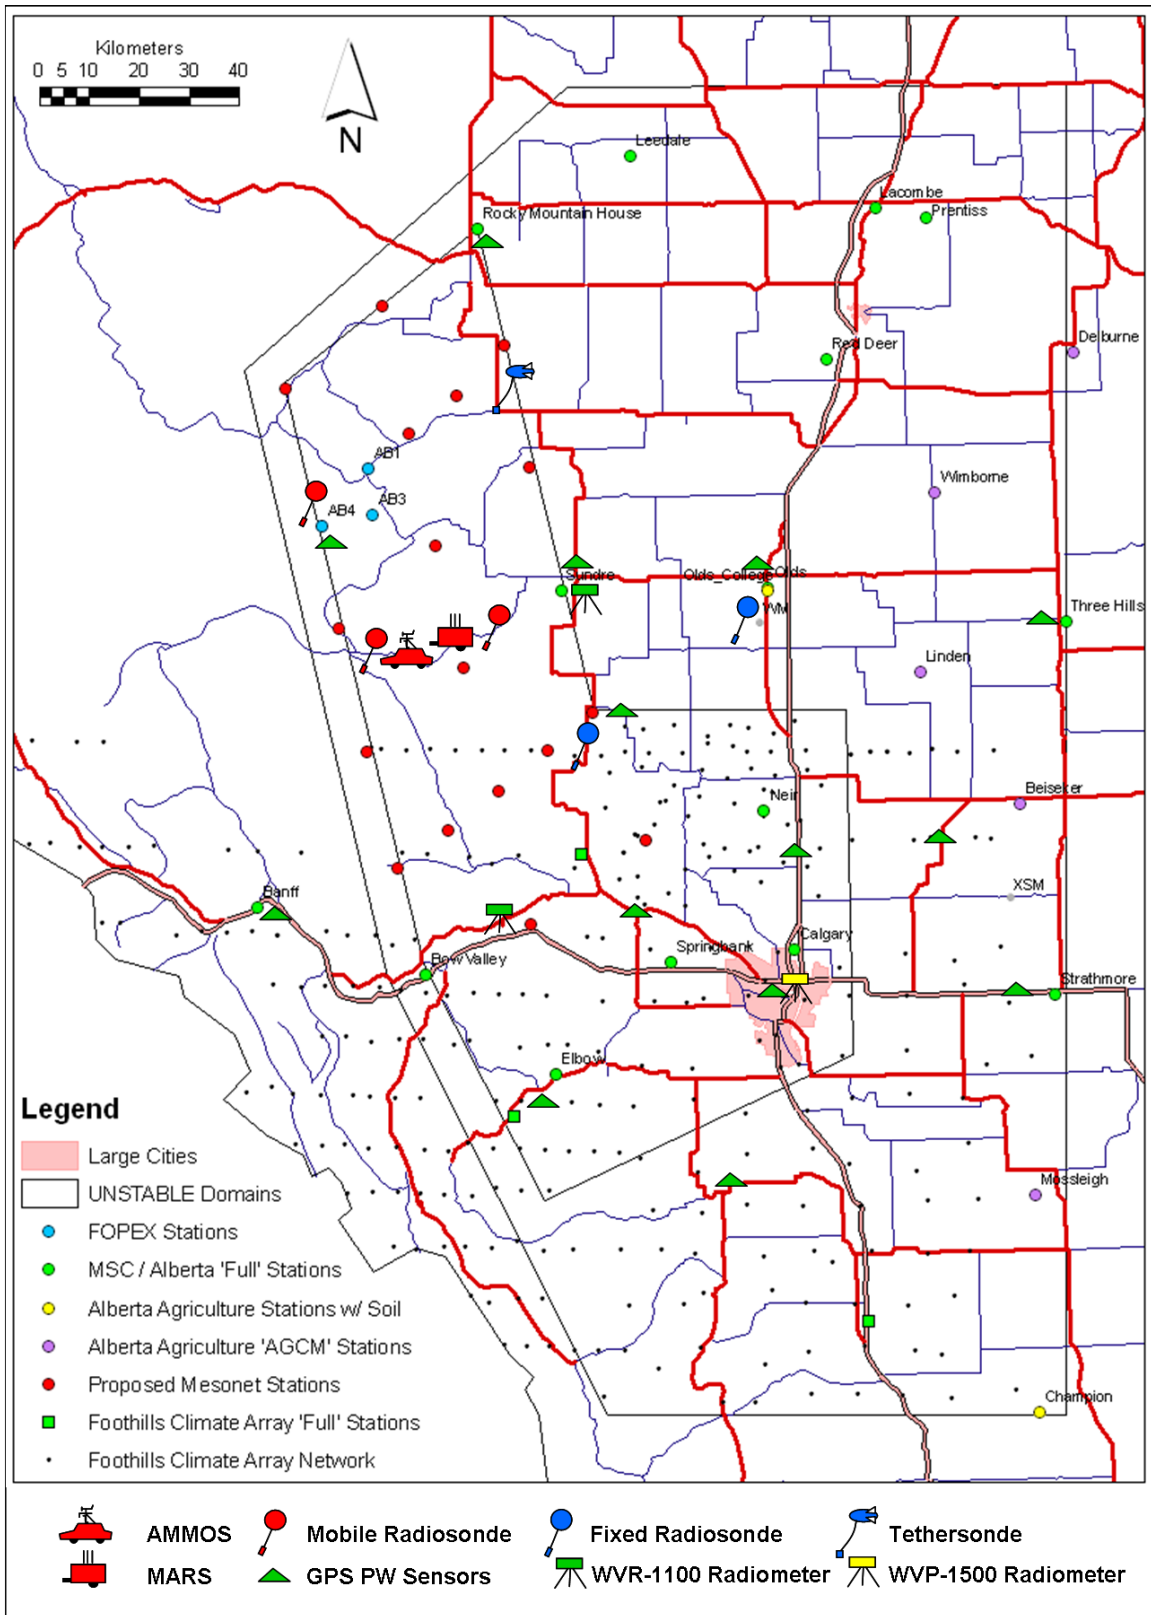 Kilometers
0 5 10 20 30 40
N
Leedale
Lacombe
Prentiss
Rocky Mountain House
Red Deer
Delburne
AB1
AB3
AB4
Wimborne
Sundre
Olds_College
Olds
WM
Three Hills
Linden
Neir
Beiseker
XSM
Banff
Bow Valley
Springbank
Calgary
Strathmore
Elbow
Mossleigh
Champion
Legend
Large Cities
UNSTABLE Domains
FOPEX Stations
MSC / Alberta 'Full' Stations
Alberta Agriculture Stations w/ Soil
Alberta Agriculture 'AGCM' Stations
Proposed Mesonet Stations
Foothills Climate Array 'Full' Stations
Foothills Climate Array Network
AMMOS
Mobile Radiosonde
Fixed Radiosonde
Tethersonde
MARS
GPS PW Sensors
WVR-1100 Radiometer
WVP-1500 Radiometer